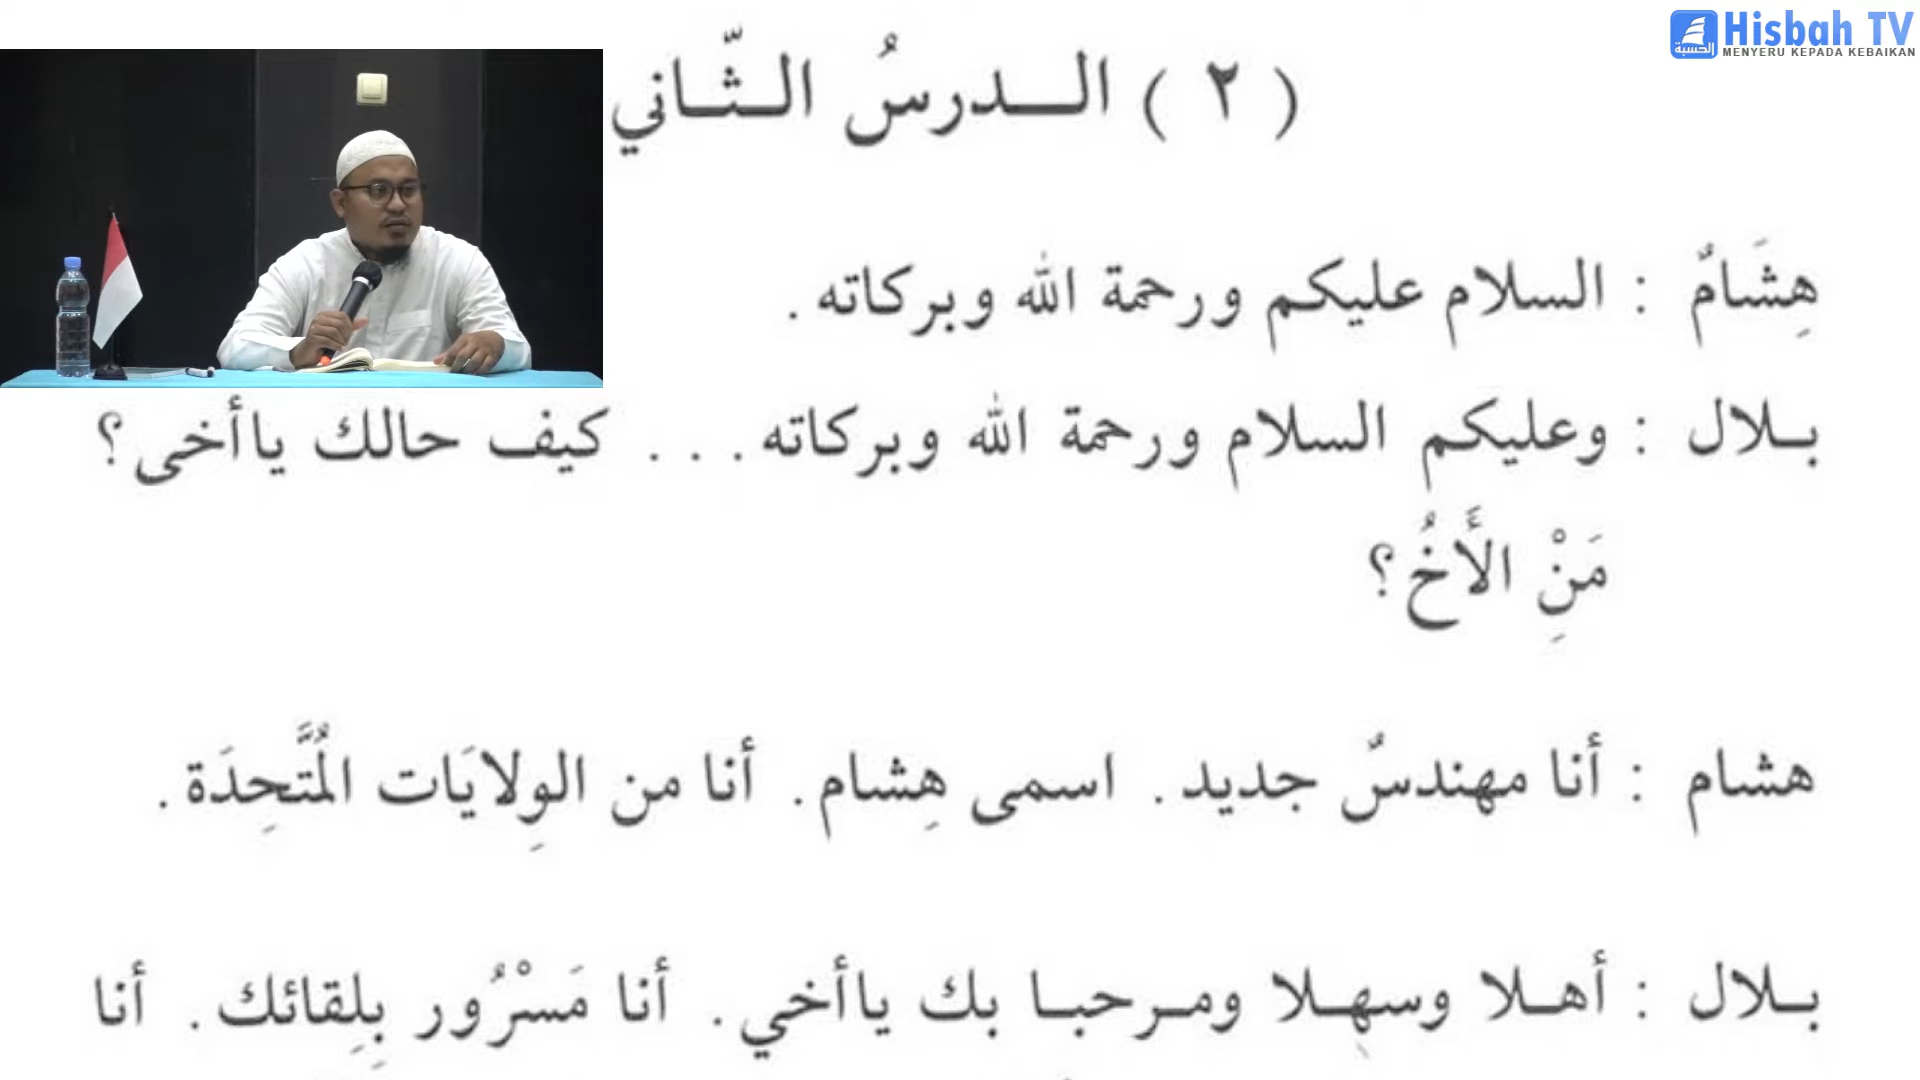 Hisbah TV
MENYERU KEPADA KEBAIKAN
الحسبة
( ٢ ) الـــدرسُ الـثّـاني
هِشَامٌ : السلام عليكم ورحمة الله وبركاته .
بـلال : وعليكم السلام ورحمة الله وبركاته . . . كيف حالك ياأخى ؟
مَنْ الأَخُ ؟
هشام : أنا مهندسٌ جديد . اسمى هِشام . أنا من الوِلايَات المُتَّحِدَة .
بـلال : أهـلا وسهـلا ومـرحبـا بك ياأخي . أنا مَسْرُور بِلِقائك . أنا